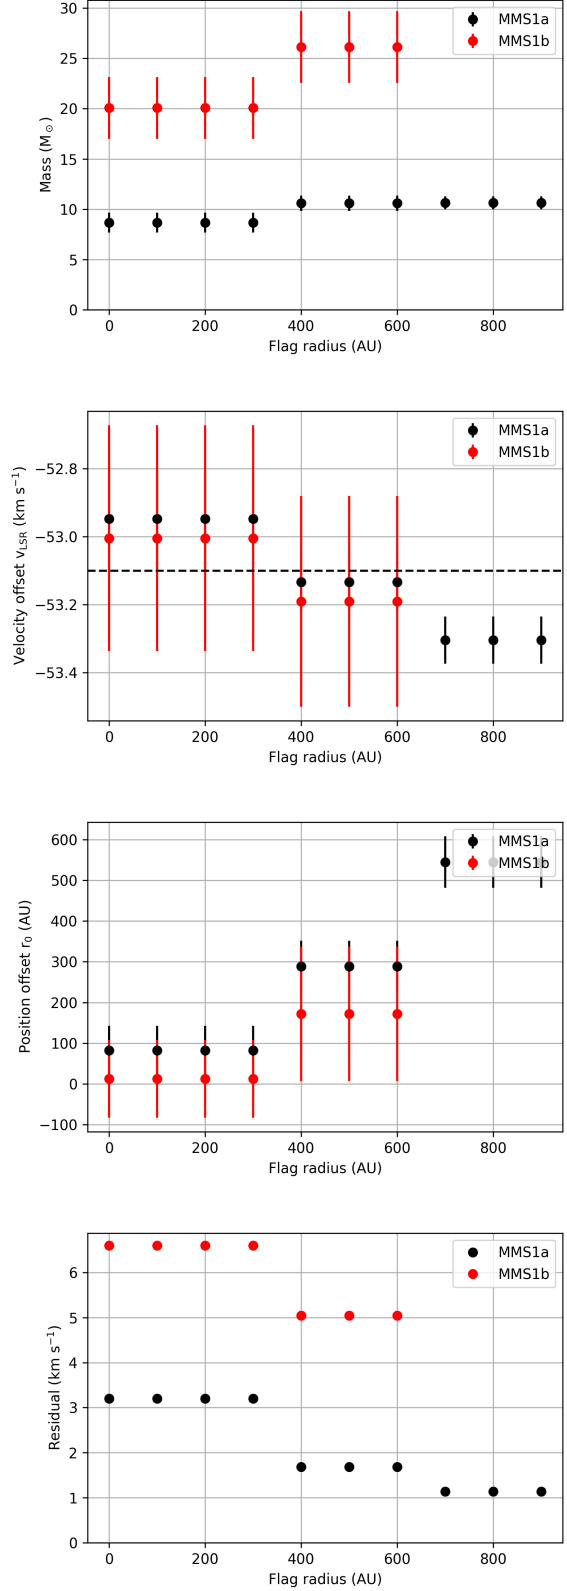 30
25
20
15
10
5
0
Mass (M⊙)
MMS1a
MMS1b
0 200 400 600 800
Flag radius (AU)
−52.8
−53.0
−53.2
−53.4
Velocity offset v_LSR (km s⁻¹)
MMS1a
MMS1b
0 200 400 600 800
Flag radius (AU)
600
500
400
300
200
100
0
−100
Position offset r₀ (AU)
MMS1a
MMS1b
0 200 400 600 800
Flag radius (AU)
6
5
4
3
2
1
0
Residual (km s⁻¹)
MMS1a
MMS1b
0 200 400 600 800
Flag radius (AU)